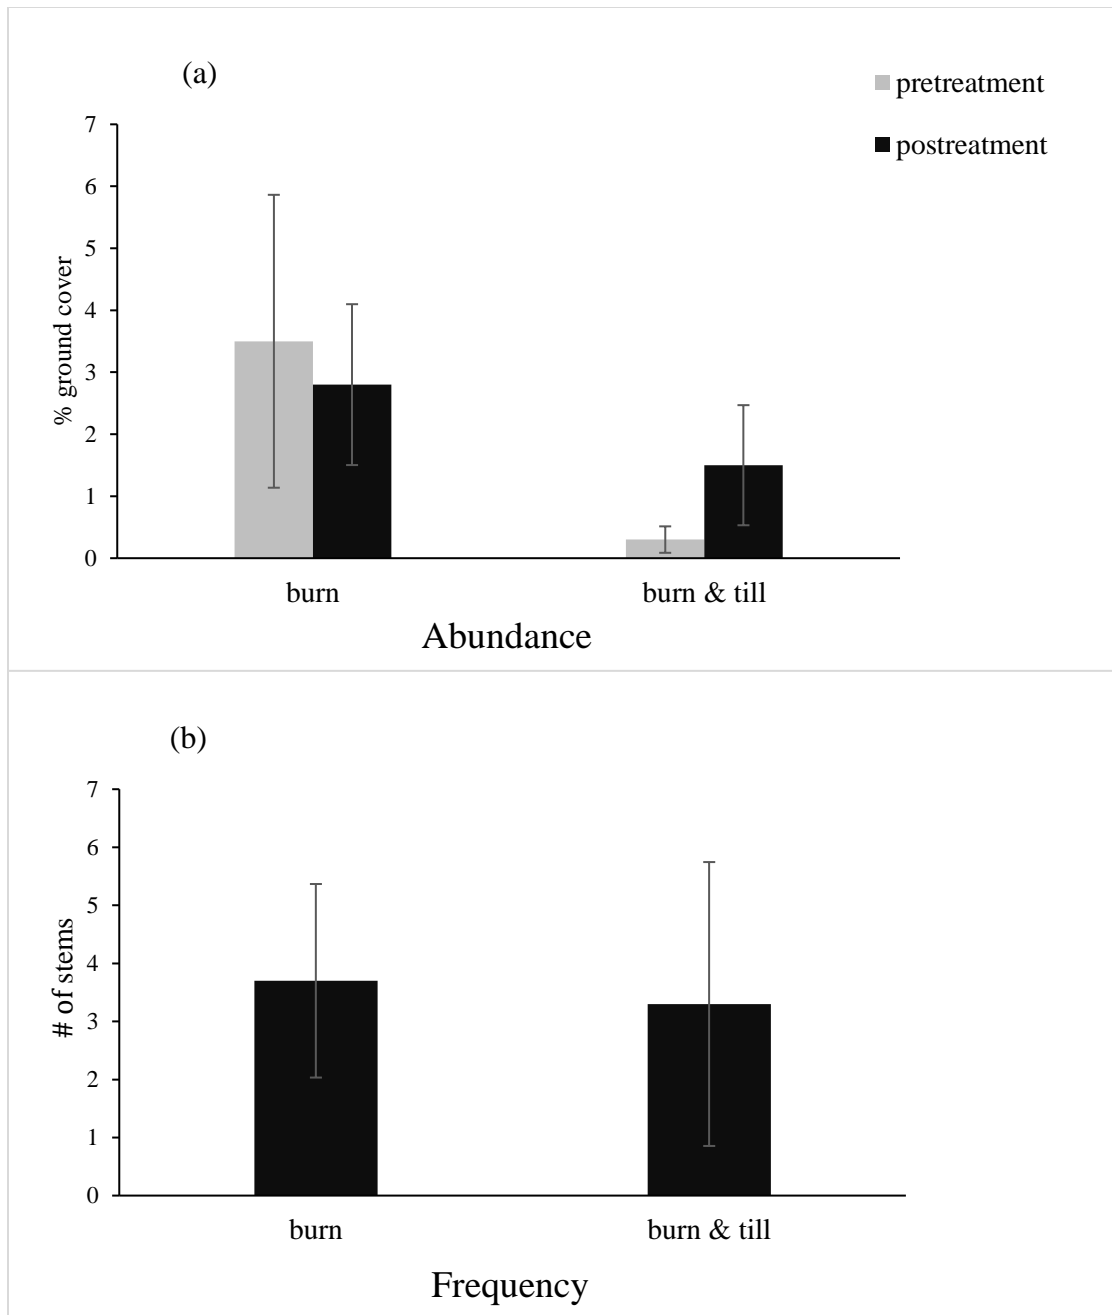 (a)
pretreatment
postreatment
7
6
5
4
3
2
1
0
% ground cover
burn
burn & till
Abundance
(b)
7
6
5
4
3
2
1
0
# of stems
burn
burn & till
Frequency